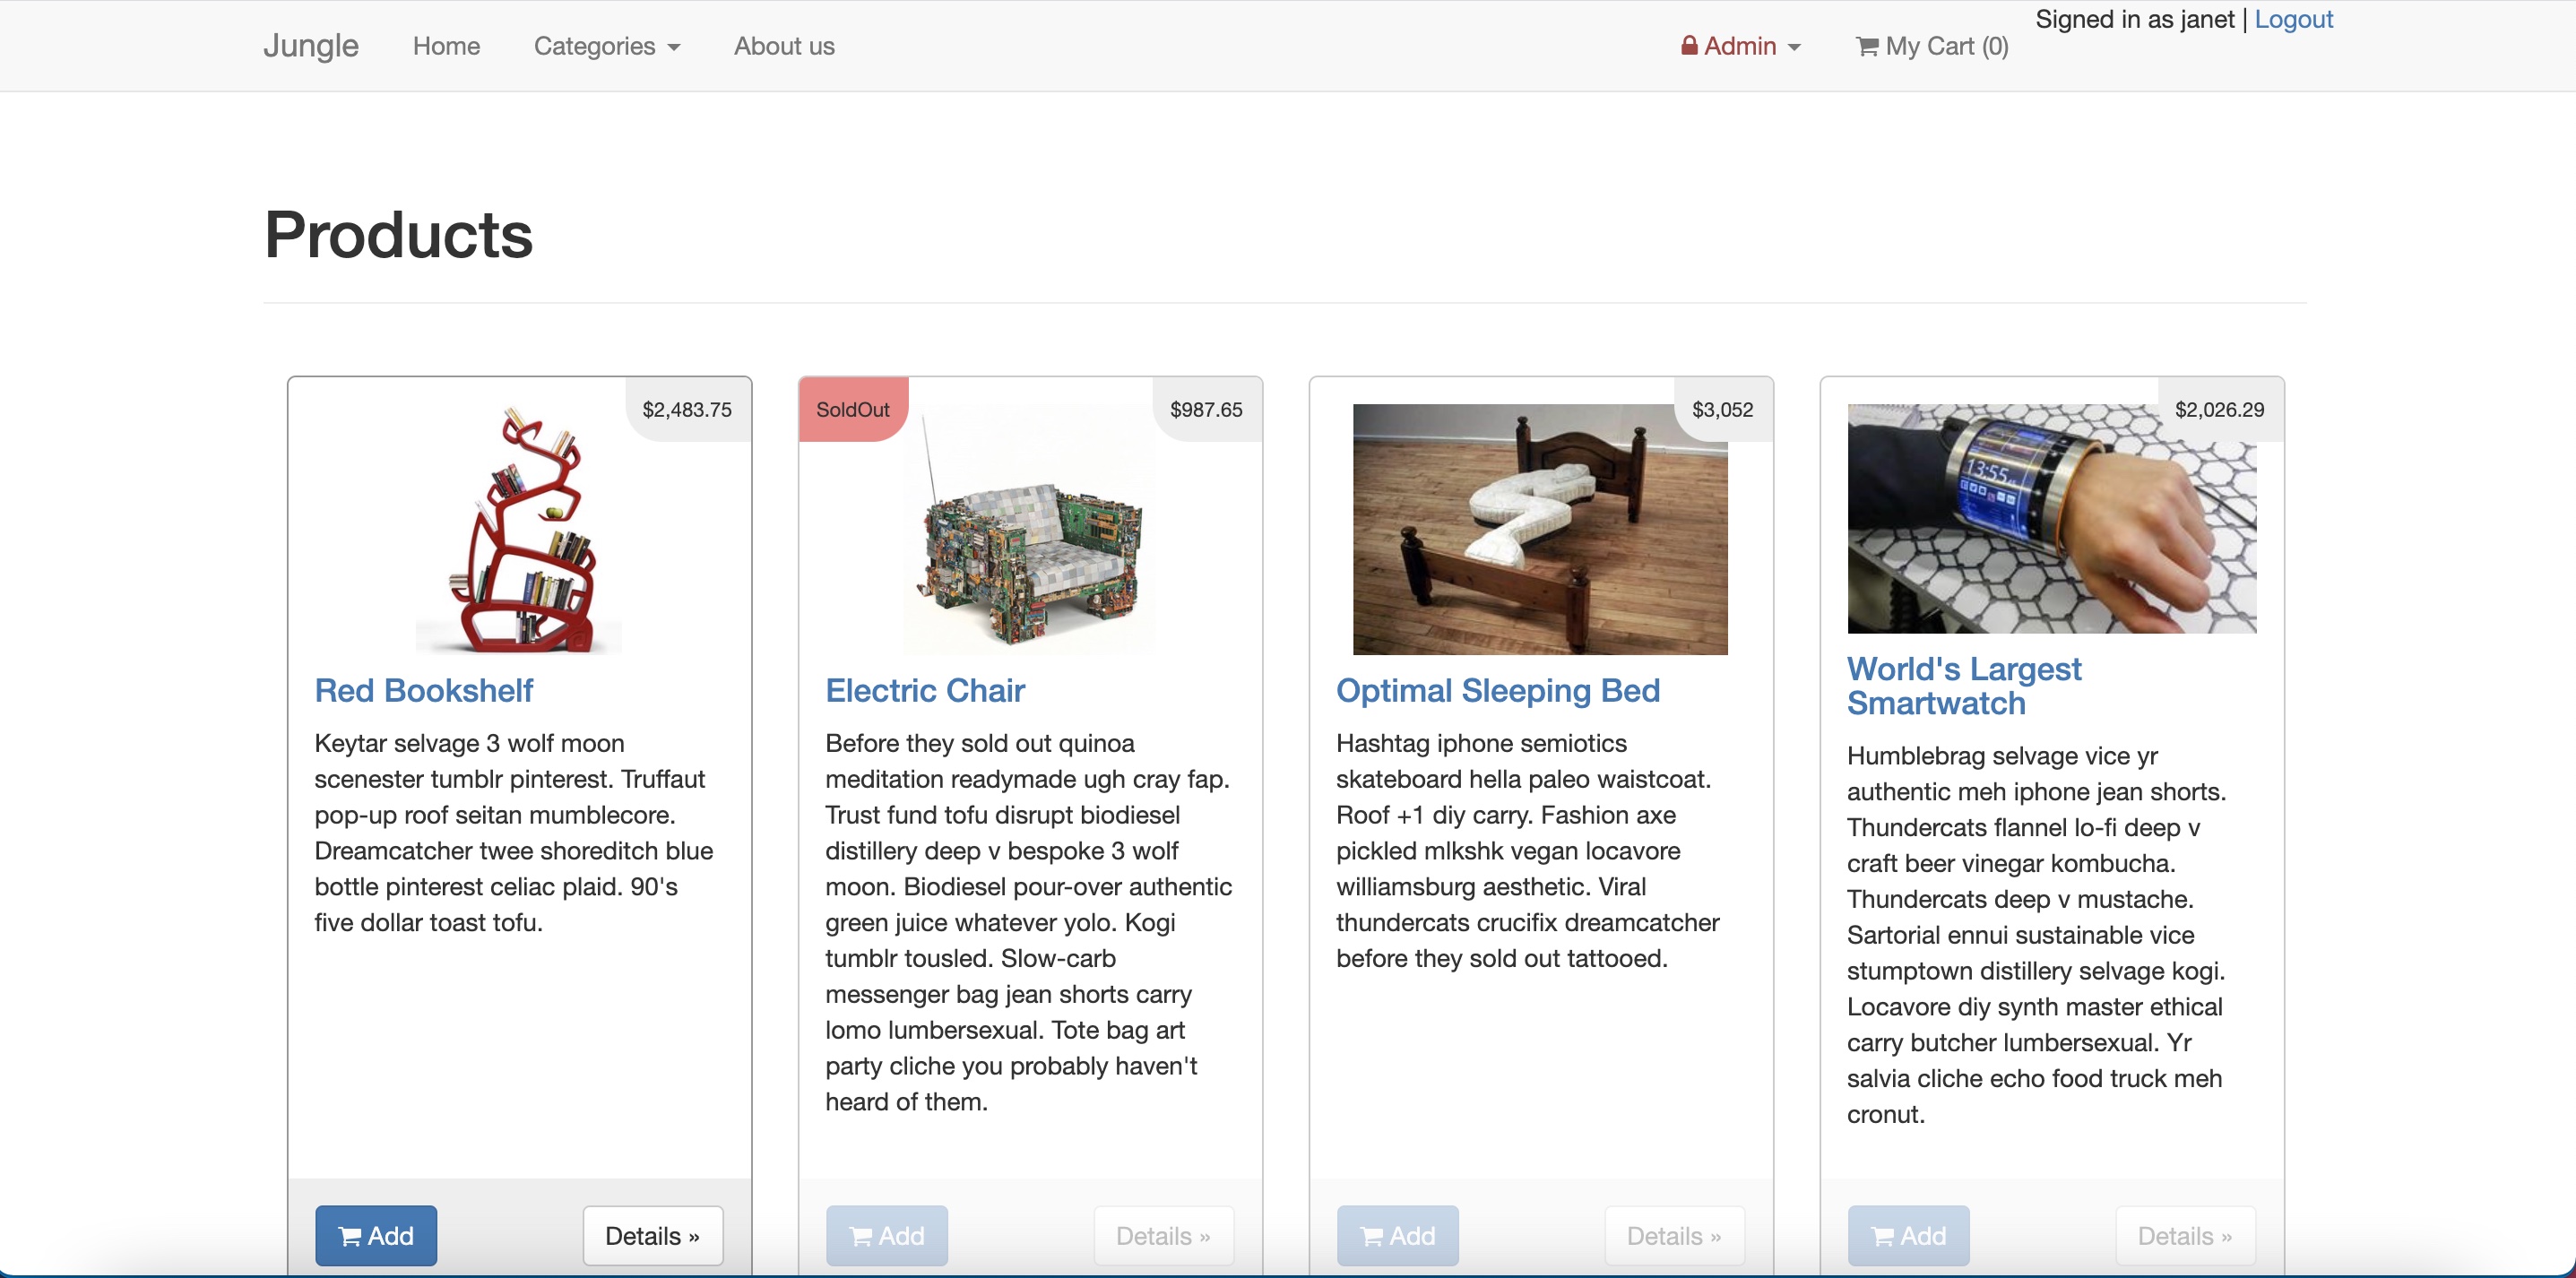 Jungle Home Categories About us Admin My Cart (0) Signed in as janet | Logout
Products
$2,483.75
Red Bookshelf
Keytar selvage 3 wolf moon
scenester tumblr pinterest. Truffaut
pop-up roof seitan mumblecore.
Dreamcatcher twee shoreditch blue
bottle pinterest celiac plaid. 90's
five dollar toast tofu.
Add Details »
SoldOut $987.65
Electric Chair
Before they sold out quinoa
meditation readymade ugh cray fap.
Trust fund tofu disrupt biodiesel
distillery deep v bespoke 3 wolf
moon. Biodiesel pour-over authentic
green juice whatever yolo. Kogi
tumblr tousled. Slow-carb
messenger bag jean shorts carry
lomo lumbersexual. Tote bag art
party cliche you probably haven't
heard of them.
Add Details »
$3,052
Optimal Sleeping Bed
Hashtag iphone semiotics
skateboard hella paleo waistcoat.
Roof +1 diy carry. Fashion axe
pickled mlkshk vegan locavore
williamsburg aesthetic. Viral
thundercats crucifix dreamcatcher
before they sold out tattooed.
Add Details »
$2,026.29
13:55
World's Largest
Smartwatch
Humblebrag selvage vice yr
authentic meh iphone jean shorts.
Thundercats flannel lo-fi deep v
craft beer vinegar kombucha.
Thundercats deep v mustache.
Sartorial ennui sustainable vice
stumptown distillery selvage kogi.
Locavore diy synth master ethical
carry butcher lumbersexual. Yr
salvia cliche echo food truck meh
cronut.
Add Details »